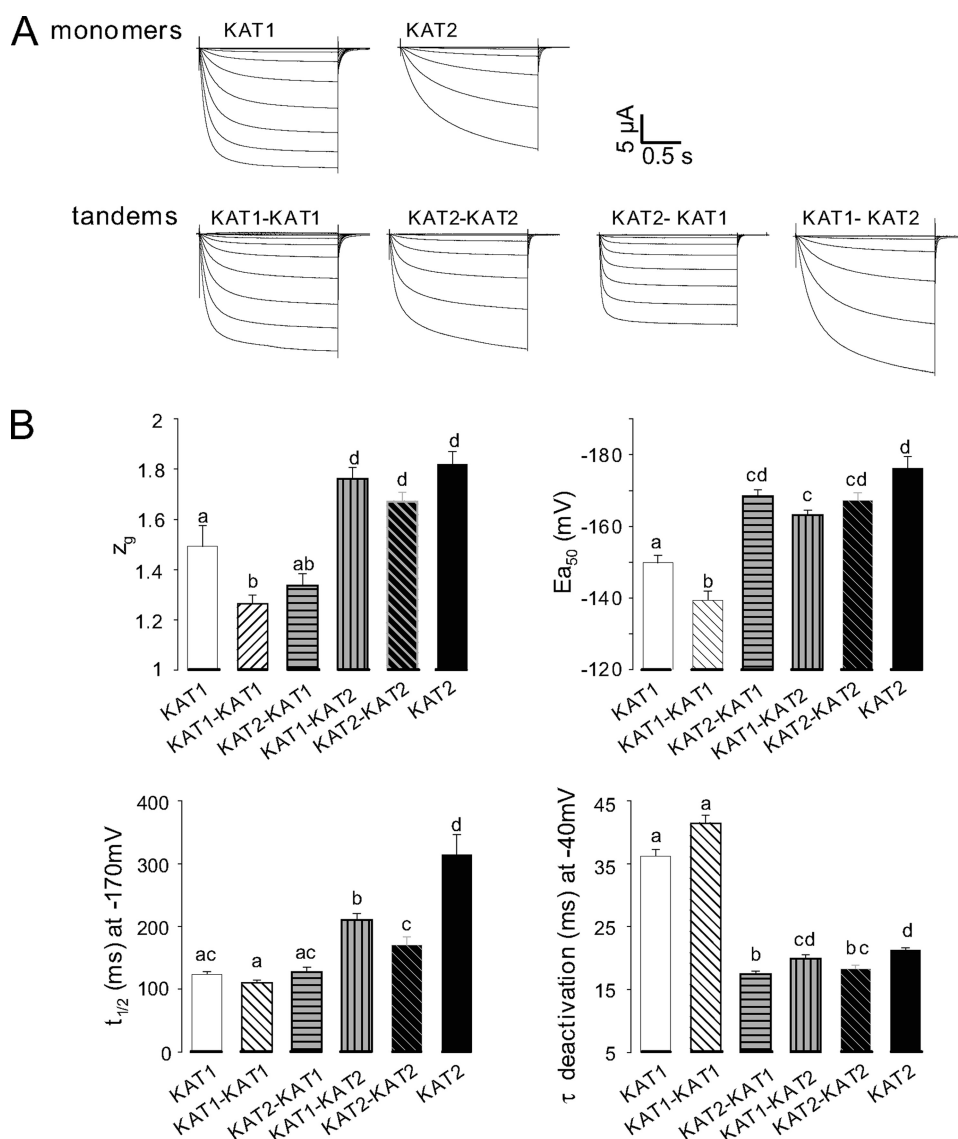 A
monomers
KAT1
KAT2
5 µA
0.5 s
tandems
KAT1-KAT1
KAT2-KAT2
KAT2- KAT1
KAT1- KAT2
B
2
1.8
1.6
1.4
1.2
1
zg
a
b
ab
d
d
d
KAT1
KAT1-KAT1
KAT2-KAT1
KAT1-KAT2
KAT2-KAT2
KAT2
-180
-160
-140
-120
Ea50 (mV)
a
b
cd
c
cd
d
KAT1
KAT1-KAT1
KAT2-KAT1
KAT1-KAT2
KAT2-KAT2
KAT2
400
300
200
100
0
t1/2 (ms) at -170mV
ac
a
ac
b
c
d
KAT1
KAT1-KAT1
KAT2-KAT1
KAT1-KAT2
KAT2-KAT2
KAT2
45
35
25
15
5
τ deactivation (ms) at -40mV
a
a
b
cd
bc
d
KAT1
KAT1-KAT1
KAT2-KAT1
KAT1-KAT2
KAT2-KAT2
KAT2